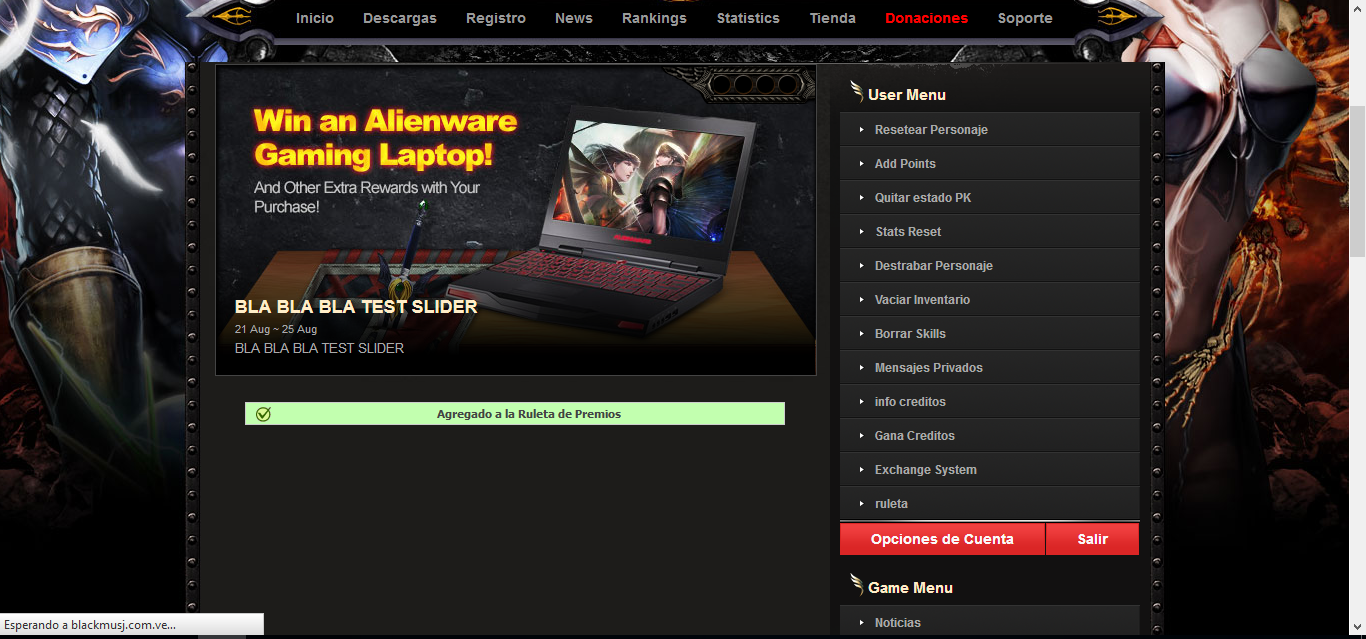 Inicio Descargas Registro News Rankings Statistics Tienda Donaciones Soporte
Win an Alienware
Gaming Laptop!
And Other Extra Rewards with Your
Purchase!
BLA BLA BLA TEST SLIDER
21 Aug ~ 25 Aug
BLA BLA BLA TEST SLIDER
Agregado a la Ruleta de Premios
User Menu
Resetear Personaje
Add Points
Quitar estado PK
Stats Reset
Destrabar Personaje
Vaciar Inventario
Borrar Skills
Mensajes Privados
info creditos
Gana Creditos
Exchange System
ruleta
Opciones de Cuenta Salir
Game Menu
Noticias
Esperando a blackmusj.com.ve...